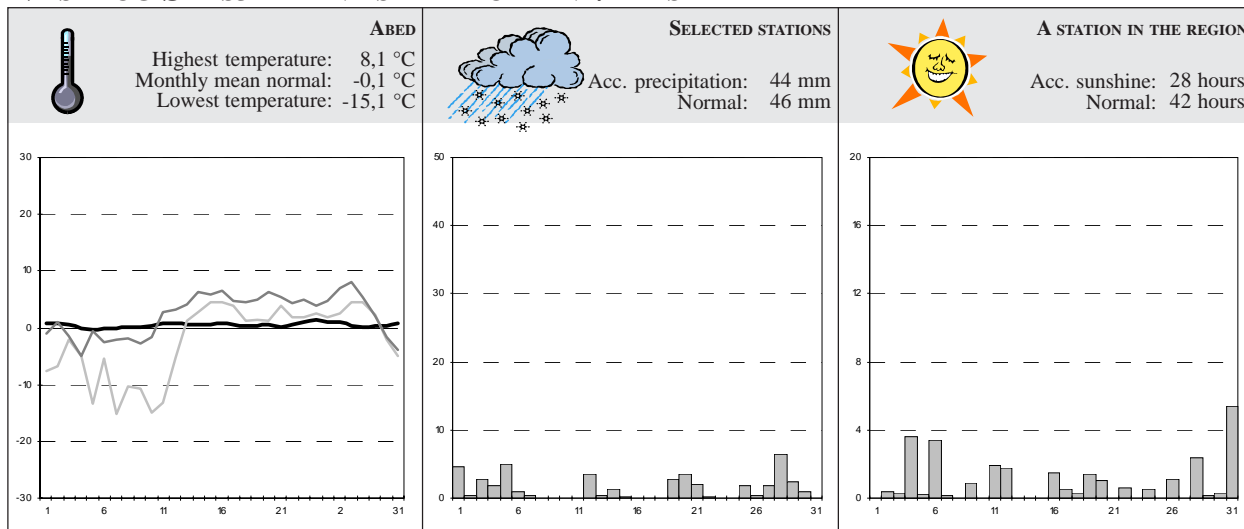 ABED
Highest temperature: 8,1 °C
Monthly mean normal: -0,1 °C
Lowest temperature: -15,1 °C
30
20
10
0
-10
-20
-30
1 6 11 16 21 2 31
SELECTED STATIONS
Acc. precipitation: 44 mm
Normal: 46 mm
50
40
30
20
10
0
1 6 11 16 21 26 31
A STATION IN THE REGION
Acc. sunshine: 28 hours
Normal: 42 hours
20
16
12
8
4
0
1 6 11 16 21 26 31